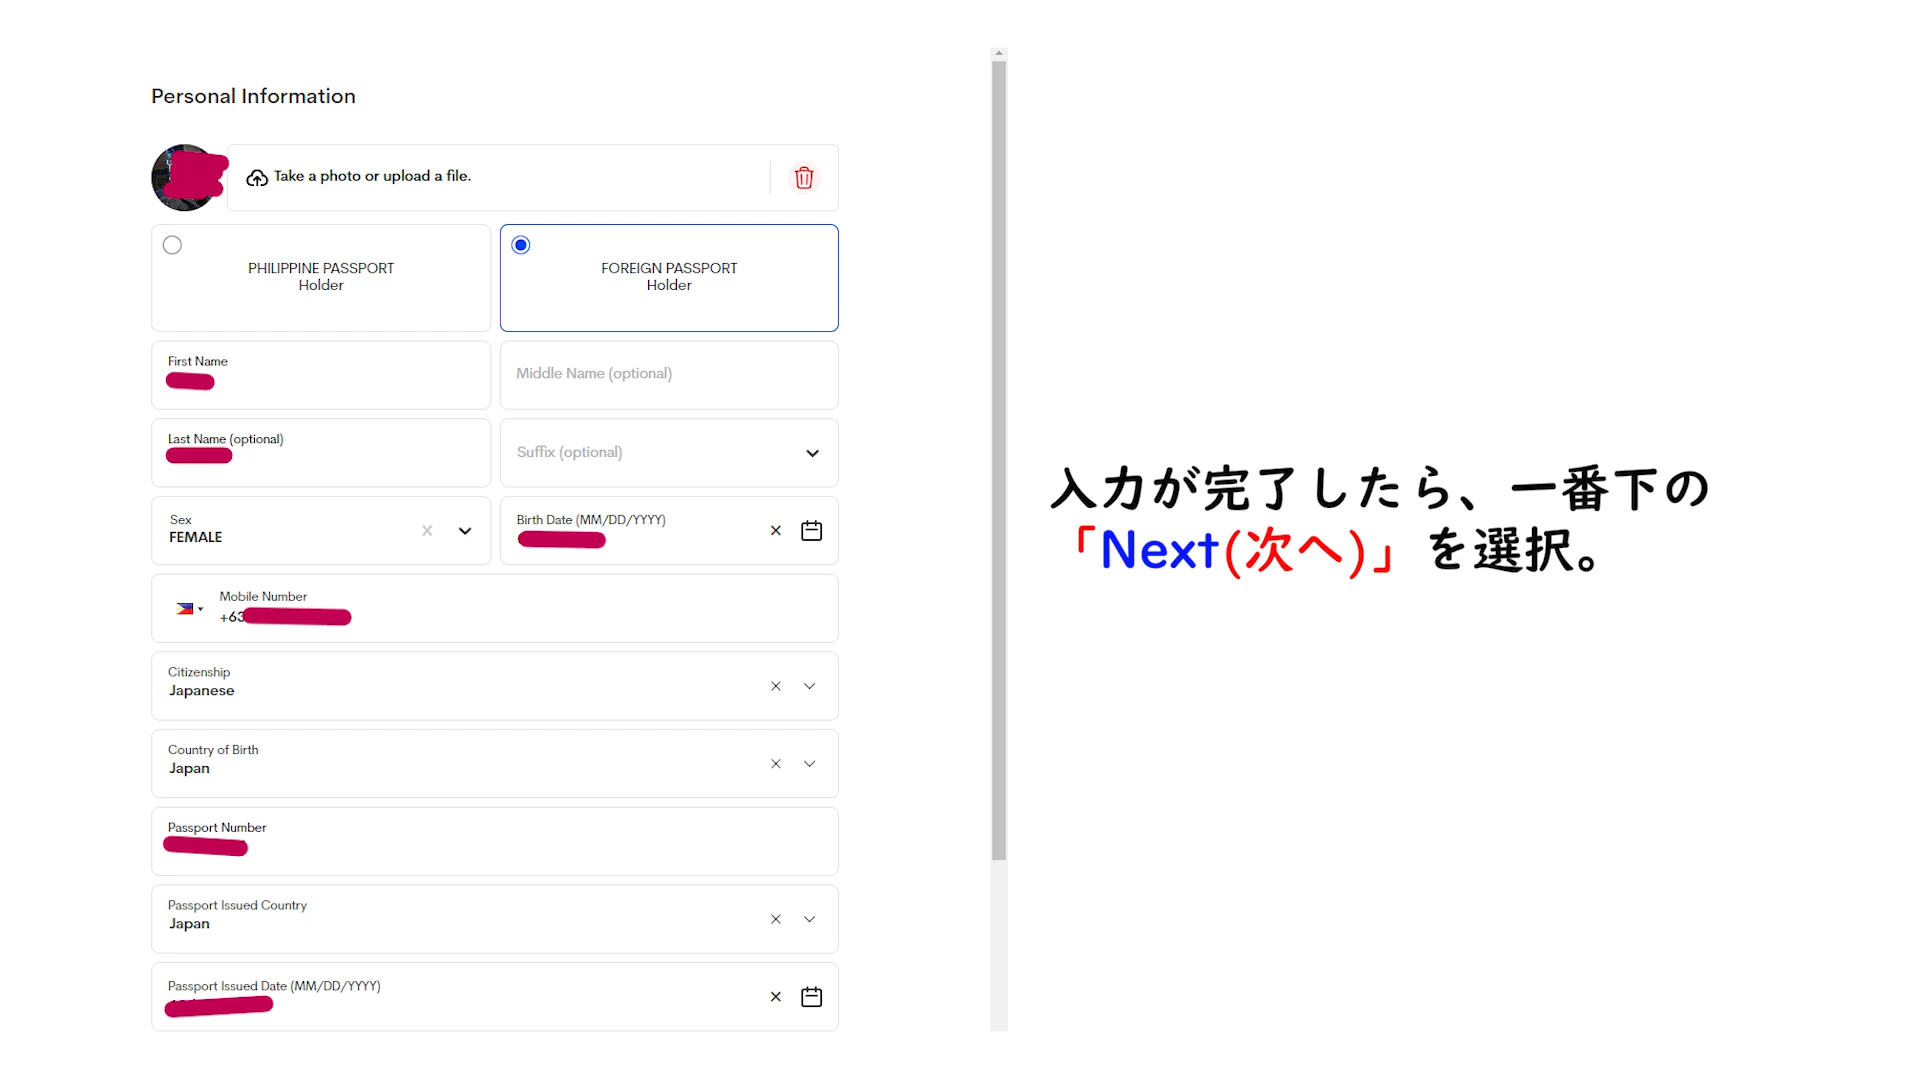 Personal Information
Take a photo or upload a file.
PHILIPPINE PASSPORT
Holder
FOREIGN PASSPORT
Holder
First Name
Middle Name (optional)
Last Name (optional)
Suffix (optional)
Sex
FEMALE
Birth Date (MM/DD/YYYY)
Mobile Number
+63
Citizenship
Japanese
Country of Birth
Japan
Passport Number
Passport Issued Country
Japan
Passport Issued Date (MM/DD/YYYY)
入力が完了したら、一番下の
「Next(次へ)」を選択。